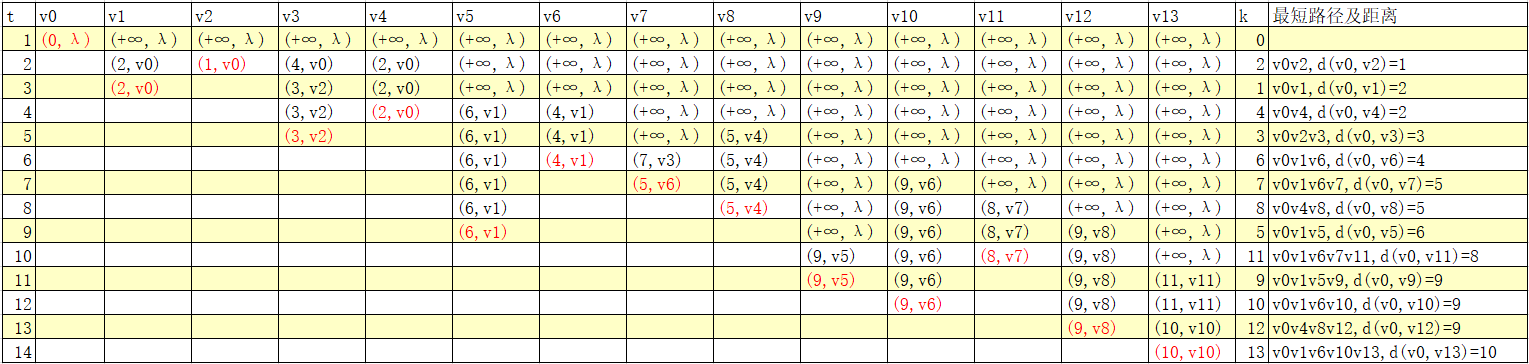 t v0 v1 v2 v3 v4 v5 v6 v7 v8 v9 v10 v11 v12 v13 k 最短路径及距离
1 (0,λ) (+∞,λ) (+∞,λ) (+∞,λ) (+∞,λ) (+∞,λ) (+∞,λ) (+∞,λ) (+∞,λ) (+∞,λ) (+∞,λ) (+∞,λ) (+∞,λ) (+∞,λ) 0
2 (2,v0) (1,v0) (4,v0) (2,v0) (+∞,λ) (+∞,λ) (+∞,λ) (+∞,λ) (+∞,λ) (+∞,λ) (+∞,λ) (+∞,λ) (+∞,λ) 2 v0v2,d(v0,v2)=1
3 (2,v0) (3,v2) (2,v0) (+∞,λ) (+∞,λ) (+∞,λ) (+∞,λ) (+∞,λ) (+∞,λ) (+∞,λ) (+∞,λ) (+∞,λ) 1 v0v1,d(v0,v1)=2
4 (3,v2) (2,v0) (6,v1) (4,v1) (+∞,λ) (+∞,λ) (+∞,λ) (+∞,λ) (+∞,λ) (+∞,λ) (+∞,λ) 4 v0v4,d(v0,v4)=2
5 (3,v2) (6,v1) (4,v1) (+∞,λ) (5,v4) (+∞,λ) (+∞,λ) (+∞,λ) (+∞,λ) (+∞,λ) 3 v0v2v3,d(v0,v3)=3
6 (6,v1) (4,v1) (7,v3) (5,v4) (+∞,λ) (+∞,λ) (+∞,λ) (+∞,λ) (+∞,λ) 6 v0v1v6,d(v0,v6)=4
7 (6,v1) (5,v6) (5,v4) (+∞,λ) (9,v6) (+∞,λ) (+∞,λ) (+∞,λ) 7 v0v1v6v7,d(v0,v7)=5
8 (6,v1) (5,v4) (+∞,λ) (9,v6) (8,v7) (+∞,λ) (+∞,λ) 8 v0v4v8,d(v0,v8)=5
9 (6,v1) (+∞,λ) (9,v6) (8,v7) (9,v8) (+∞,λ) 5 v0v1v5,d(v0,v5)=6
10 (9,v5) (9,v6) (8,v7) (9,v8) (+∞,λ) 11 v0v1v6v7v11,d(v0,v11)=8
11 (9,v5) (9,v6) (9,v8) (11,v11) 9 v0v1v5v9,d(v0,v9)=9
12 (9,v6) (9,v8) (11,v11) 10 v0v1v6v10,d(v0,v10)=9
13 (9,v8) (10,v10) 12 v0v4v8v12,d(v0,v12)=9
14 (10,v10) 13 v0v1v6v10v13,d(v0,v13)=10